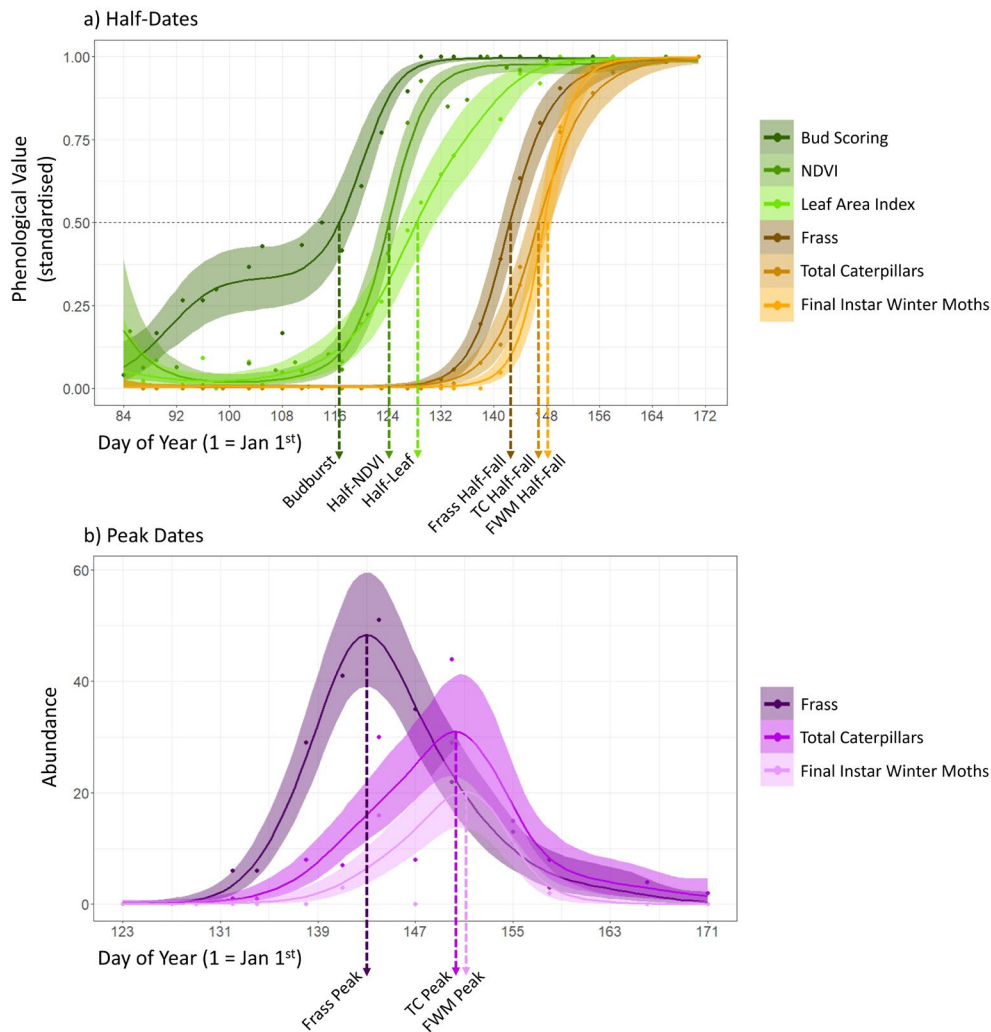 a) Half-Dates
Phenological Value
(standardised)
1.00
0.75
0.50
0.25
0.00
84 92 100 108 116 124 132 140 148 156 164 172
Day of Year (1 = Jan 1st)
Budburst
Half-NDVI
Half-Leaf
Frass Half-Fall
TC Half-Fall
FWM Half-Fall
Bud Scoring
NDVI
Leaf Area Index
Frass
Total Caterpillars
Final Instar Winter Moths
b) Peak Dates
Abundance
60
40
20
0
123 131 139 147 155 163 171
Day of Year (1 = Jan 1st)
Frass Peak
TC Peak
FWM Peak
Frass
Total Caterpillars
Final Instar Winter Moths